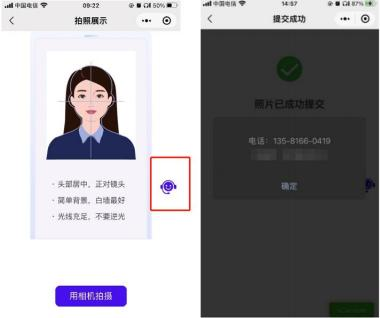 中国电信
09:22
50%
拍照展示
· 头部居中，正对镜头
· 简单背景，白墙最好
· 光线充足，不要逆光
用相机拍摄
中国电信
14:57
87%
提交成功
照片已成功提交
电话：135-8166-0419
确定